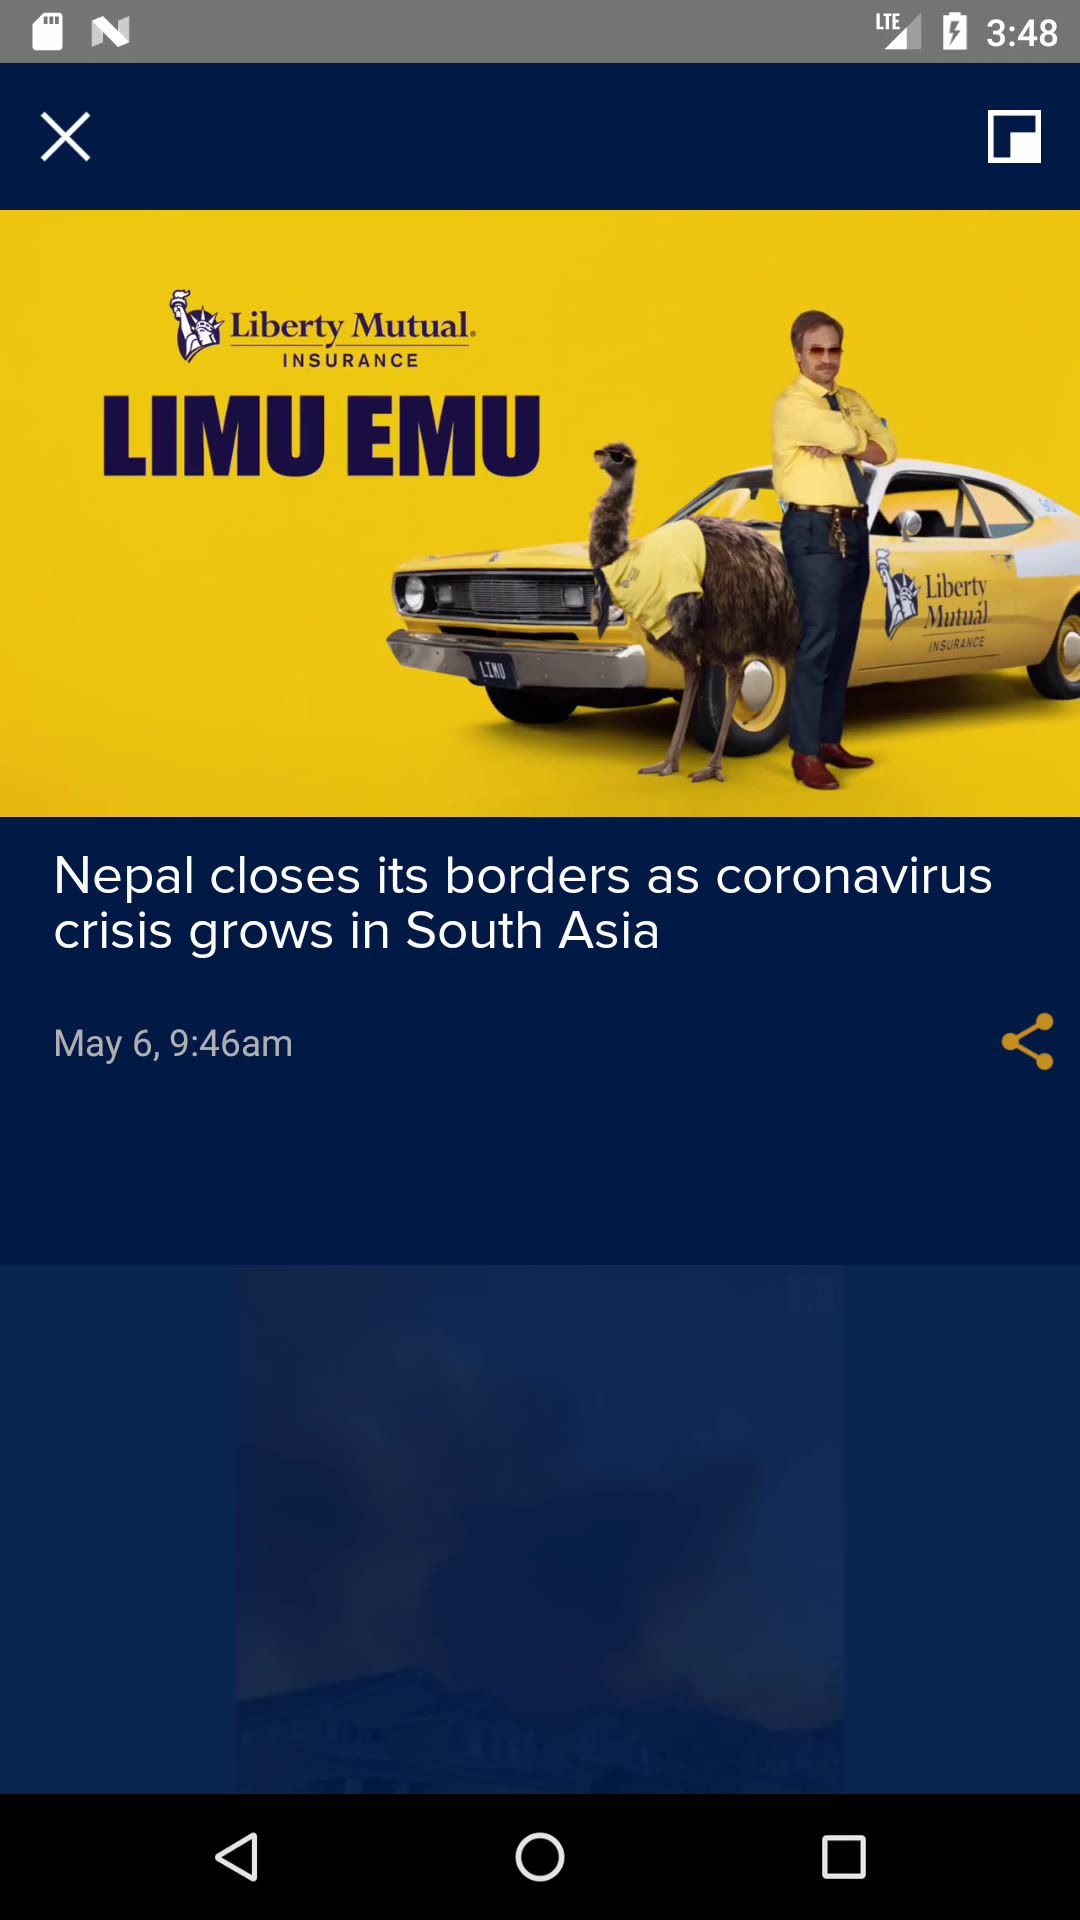 LTE 3:48
Liberty Mutual.
INSURANCE
LIMU EMU
Liberty
Mutual.
INSURANCE
LIMU
Nepal closes its borders as coronavirus
crisis grows in South Asia
May 6, 9:46am